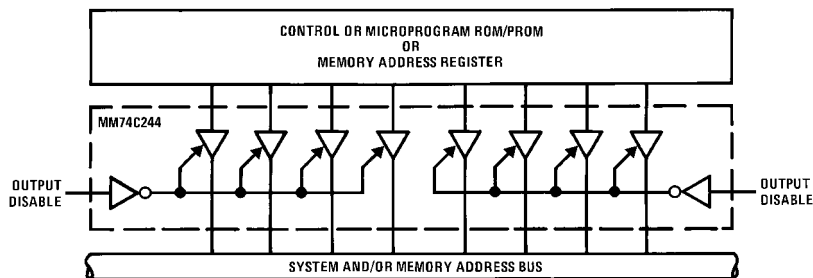 CONTROL OR MICROPROGRAM ROM/PROM
OR
MEMORY ADDRESS REGISTER
MM74C244
OUTPUT
DISABLE
OUTPUT
DISABLE
SYSTEM AND/OR MEMORY ADDRESS BUS